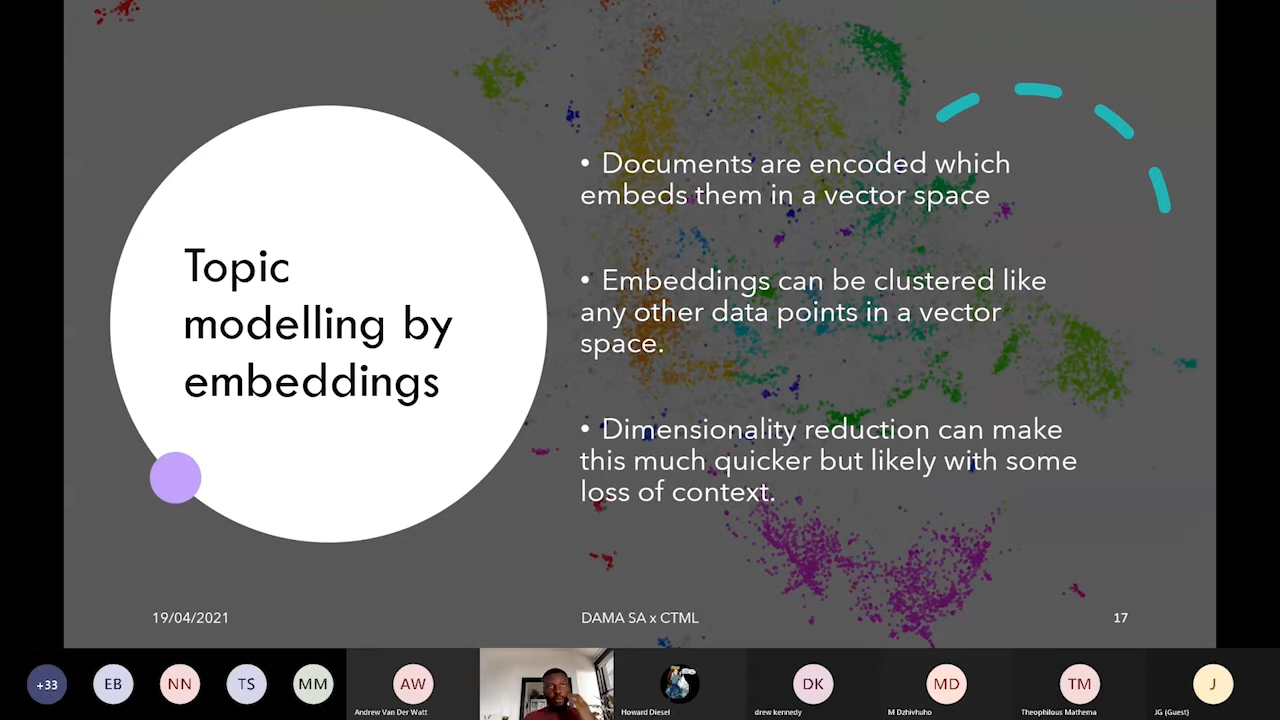 Topic
modelling by
embeddings
• Documents are encoded which
embeds them in a vector space
• Embeddings can be clustered like
any other data points in a vector
space.
• Dimensionality reduction can make
this much quicker but likely with some
loss of context.
19/04/2021
DAMA SA x CTML
17
+33
EB
NN
TS
MM
AW
Andrew Van Der Watt
Howard Diesel
DK
drew kennedy
MD
M Dzhivhuho
TM
Theophilous Mathema
J
JG (Guest)